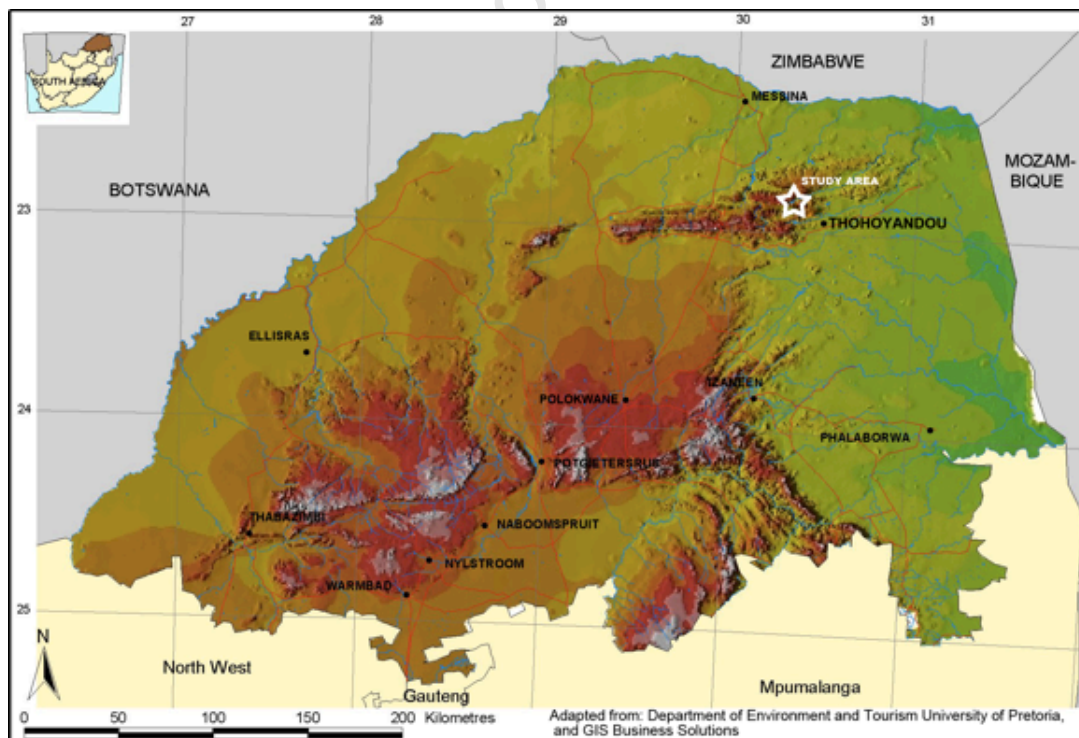 27
28
29
30
31
SOUTH AFRICA
ZIMBABWE
MESSINA
MOZAM-
BIQUE
BOTSWANA
STUDY AREA
23
THOHOYANDOU
ELLISRAS
TZANEEN
POLOKWANE
24
PHALABORWA
POTGIETERSRUS
THABAZIMBI
NABOOMSPRUIT
NYLSTROOM
WARMBAD
25
N
North West
Gauteng
Mpumalanga
0 50 100 150 200 Kilometres
Adapted from: Department of Environment and Tourism University of Pretoria,
and GIS Business Solutions